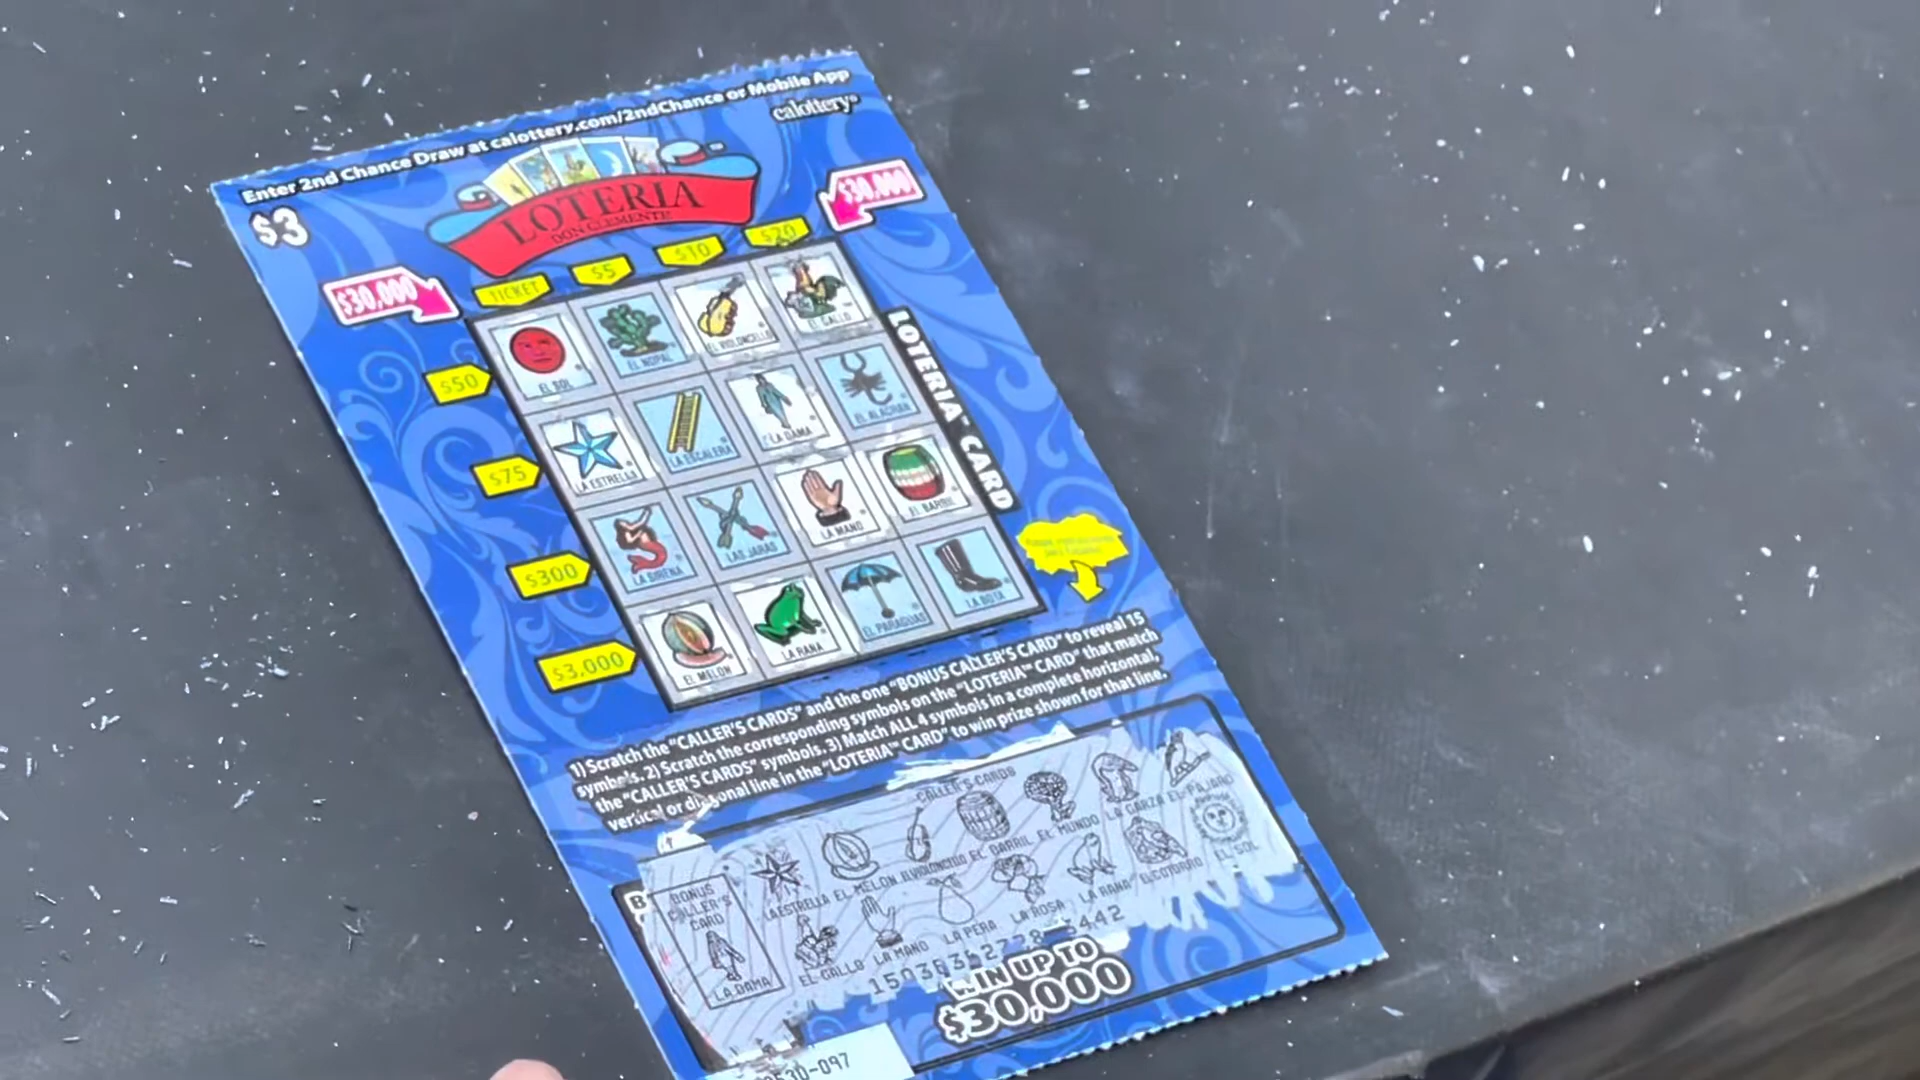 Enter 2nd Chance Draw at calottery.com/2ndChance or Mobile App
calottery
$3
LOTERIA
DON CLEMENTE
$30,000
$30,000
TICKET
$5
$10
$20
$50
EL SOL
EL NOPAL
EL VIOLONCELLO
EL GALLO
$75
LA ESTRELLA
LA ESCALERA
LA DAMA
EL ALACRAN
$300
LA SIRENA
LAS JARAS
LA MANO
EL BARRIL
$3,000
EL MELON
LA RANA
EL PARAGUAS
LA BOTA
LOTERIA™ CARD
1) Scratch the "CALLER'S CARDS" and the one "BONUS CALLER'S CARD" to reveal 15
symbols. 2) Scratch the corresponding symbols on the "LOTERIA™ CARD" that match
the "CALLER'S CARDS" symbols. 3) Match ALL 4 symbols in a complete horizontal,
vertical or diagonal line in the "LOTERIA™ CARD" to win prize shown for that line.
CALLER'S CARDS
LA ESTRELLA EL MELON EL VIOLONCELLO EL BARRIL EL MUNDO LA GARZA EL PAJARO
BONUS
CALLER'S
CARD
LA DAMA
EL GALLO LA MANO LA PERA LA ROSA LA RANA EL COTORRO EL SOL
WIN UP TO
$30,000